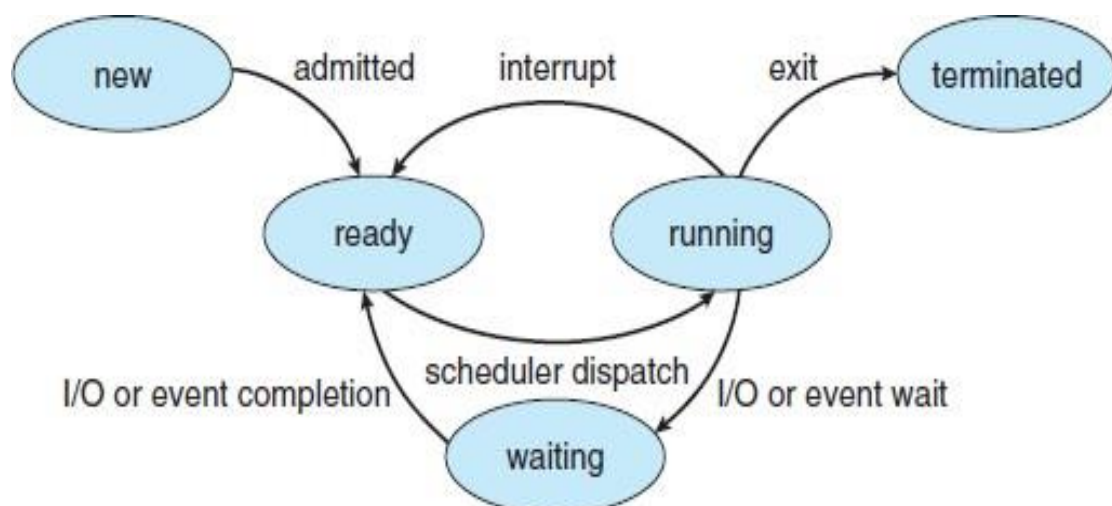 new
admitted
interrupt
exit
terminated
ready
running
scheduler dispatch
I/O or event completion
I/O or event wait
waiting